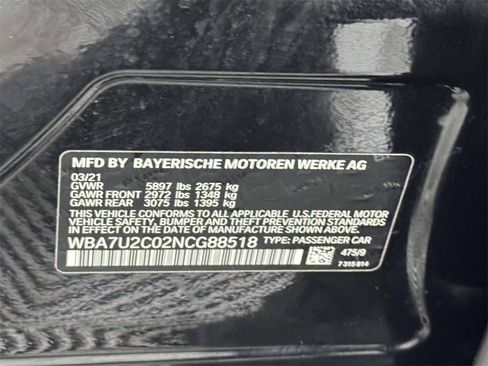 MFD BY BAYERISCHE MOTOREN WERKE AG
03/21
GVWR 5897 lbs 2675 kg
GAWR FRONT 2972 lbs 1348 kg
GAWR REAR 3075 lbs 1395 kg
THIS VEHICLE CONFORMS TO ALL APPLICABLE U.S.FEDERAL MOTOR
VEHICLE SAFETY, BUMPER, AND THEFT PREVENTION STANDARDS
IN EFFECT ON THE DATE OF MANUFACTURE SHOWN ABOVE.
WBA7U2C02NCG88518 TYPE: PASSENGER CAR
475/9
7315814